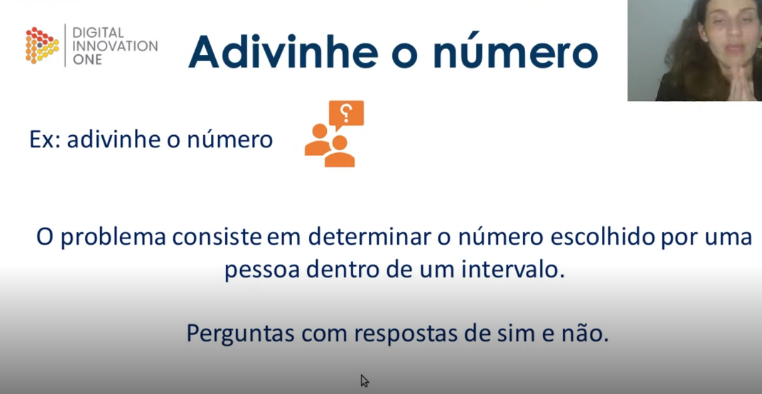 DIGITAL
INNOVATION
ONE
Adivinhe o número
Ex: adivinhe o número
?
O problema consiste em determinar o número escolhido por uma
pessoa dentro de um intervalo.
Perguntas com respostas de sim e não.